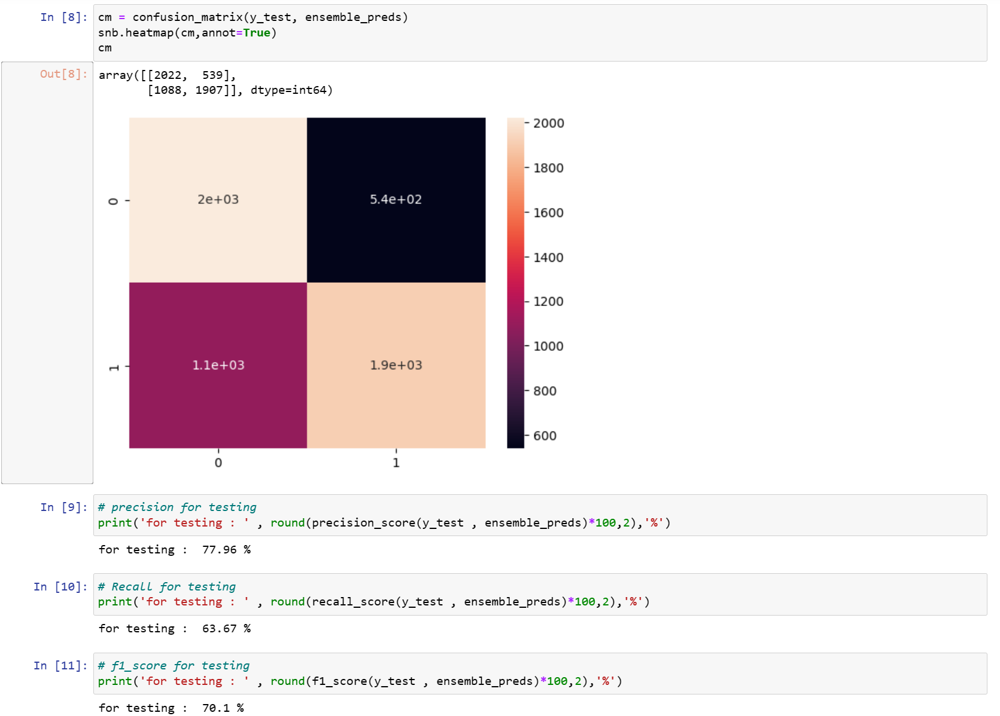 In [8]: cm = confusion_matrix(y_test, ensemble_preds)
snb.heatmap(cm,annot=True)
cm
Out[8]: array([[2022,  539],
       [1088, 1907]], dtype=int64)
2000
1800
1600
1400
1200
1000
800
600
0
2e+03
5.4e+02
1
1.1e+03
1.9e+03
0
1
In [9]: # precision for testing
print('for testing : ' , round(precision_score(y_test , ensemble_preds)*100,2),'%')
for testing :  77.96 %
In [10]: # Recall for testing
print('for testing : ' , round(recall_score(y_test , ensemble_preds)*100,2),'%')
for testing :  63.67 %
In [11]: # f1_score for testing
print('for testing : ' , round(f1_score(y_test , ensemble_preds)*100,2),'%')
for testing :  70.1 %